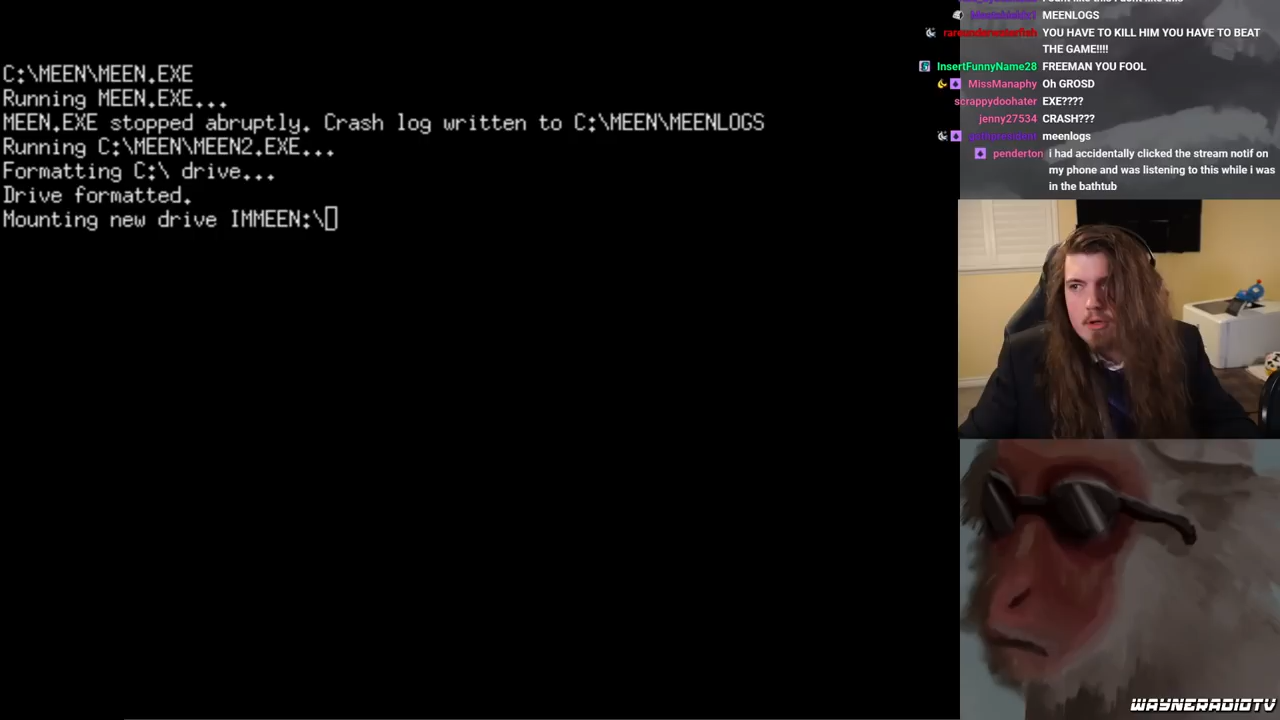 C:\MEEN\MEEN.EXE
Running MEEN.EXE...
MEEN.EXE stopped abruptly. Crash log written to C:\MEEN\MEENLOGS
Running C:\MEEN\MEEN2.EXE...
Formatting C:\ drive...
Drive formatted.
Mounting new drive IMMEEN:\
MEENLOGS
YOU HAVE TO KILL HIM YOU HAVE TO BEAT
THE GAME!!!!
InsertFunnyName28 FREEMAN YOU FOOL
MissManaphy Oh GROSD
scrappydoohater EXE????
jenny27534 CRASH???
meenlogs
penderton i had accidentally clicked the stream notif on
my phone and was listening to this while i was
in the bathtub
WAYNERADIOTV